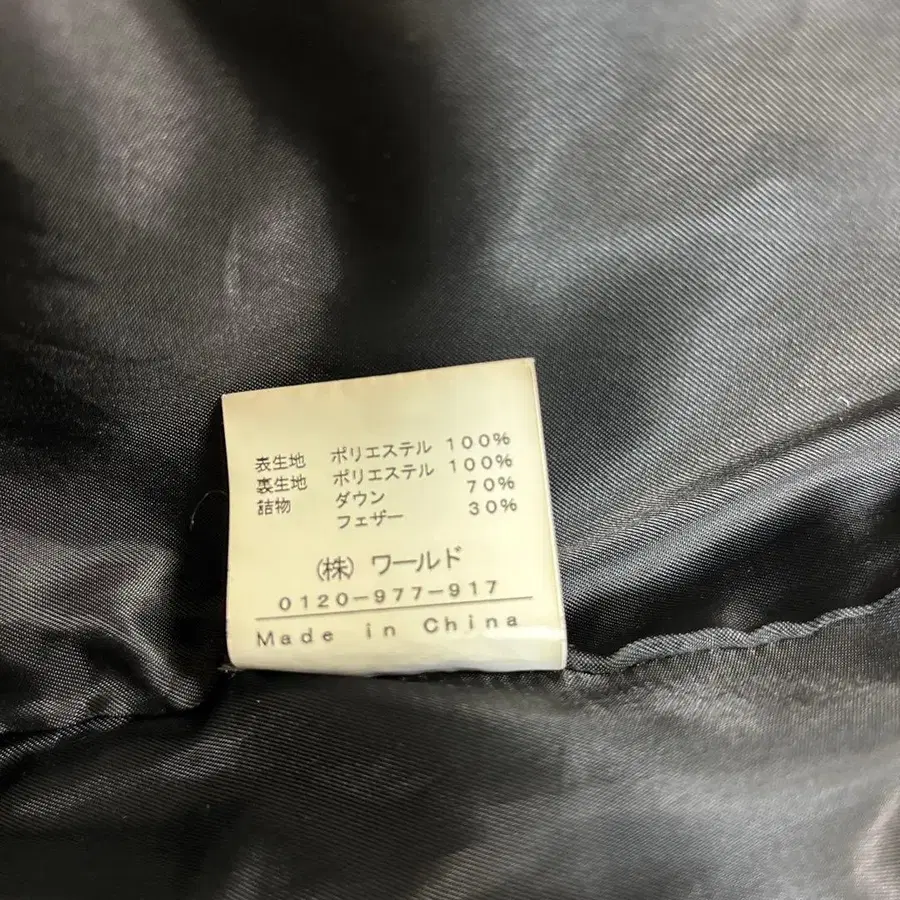 表生地 ポリエステル 100%
裏生地 ポリエステル 100%
詰物 ダウン 70%
フェザー 30%
(株) ワールド
0120-977-917
Made in China